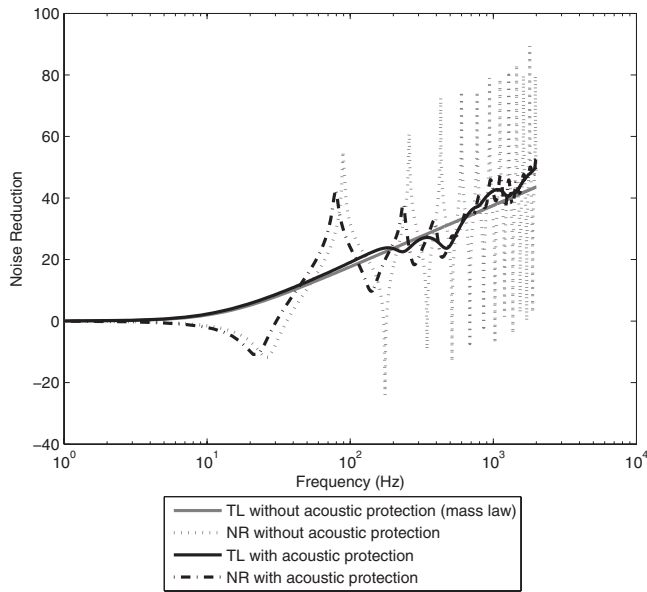 100
80
60
40
20
0
−20
−40
Noise Reduction
10^0
10^1
10^2
10^3
10^4
Frequency (Hz)
TL without acoustic protection (mass law)
NR without acoustic protection
TL with acoustic protection
NR with acoustic protection